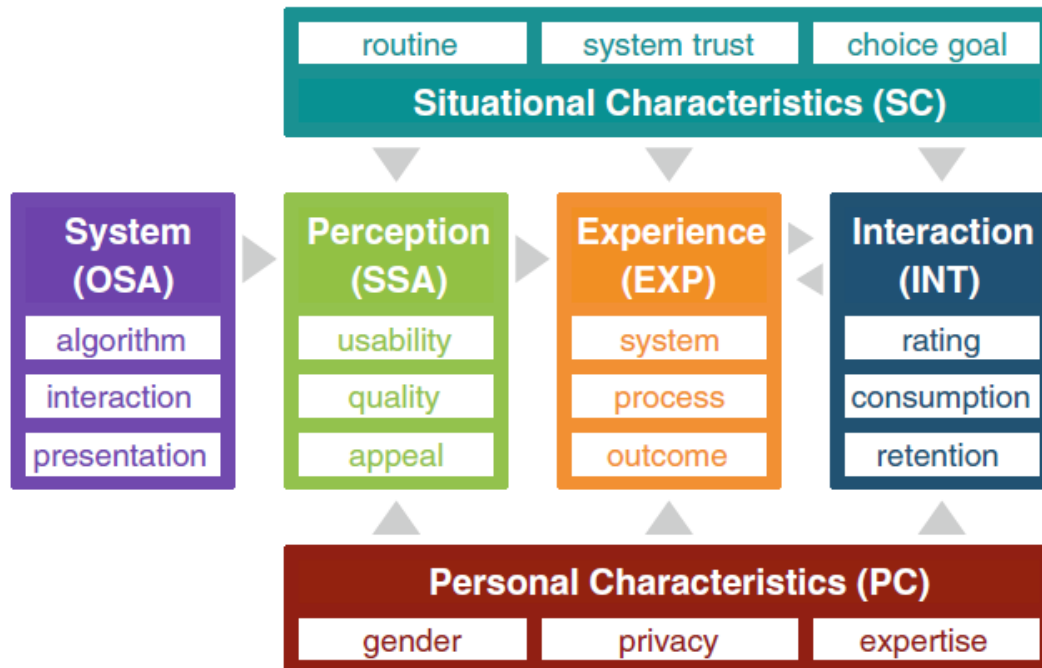 routine
system trust
choice goal
Situational Characteristics (SC)
System
(OSA)
algorithm
interaction
presentation
Perception
(SSA)
usability
quality
appeal
Experience
(EXP)
system
process
outcome
Interaction
(INT)
rating
consumption
retention
Personal Characteristics (PC)
gender
privacy
expertise